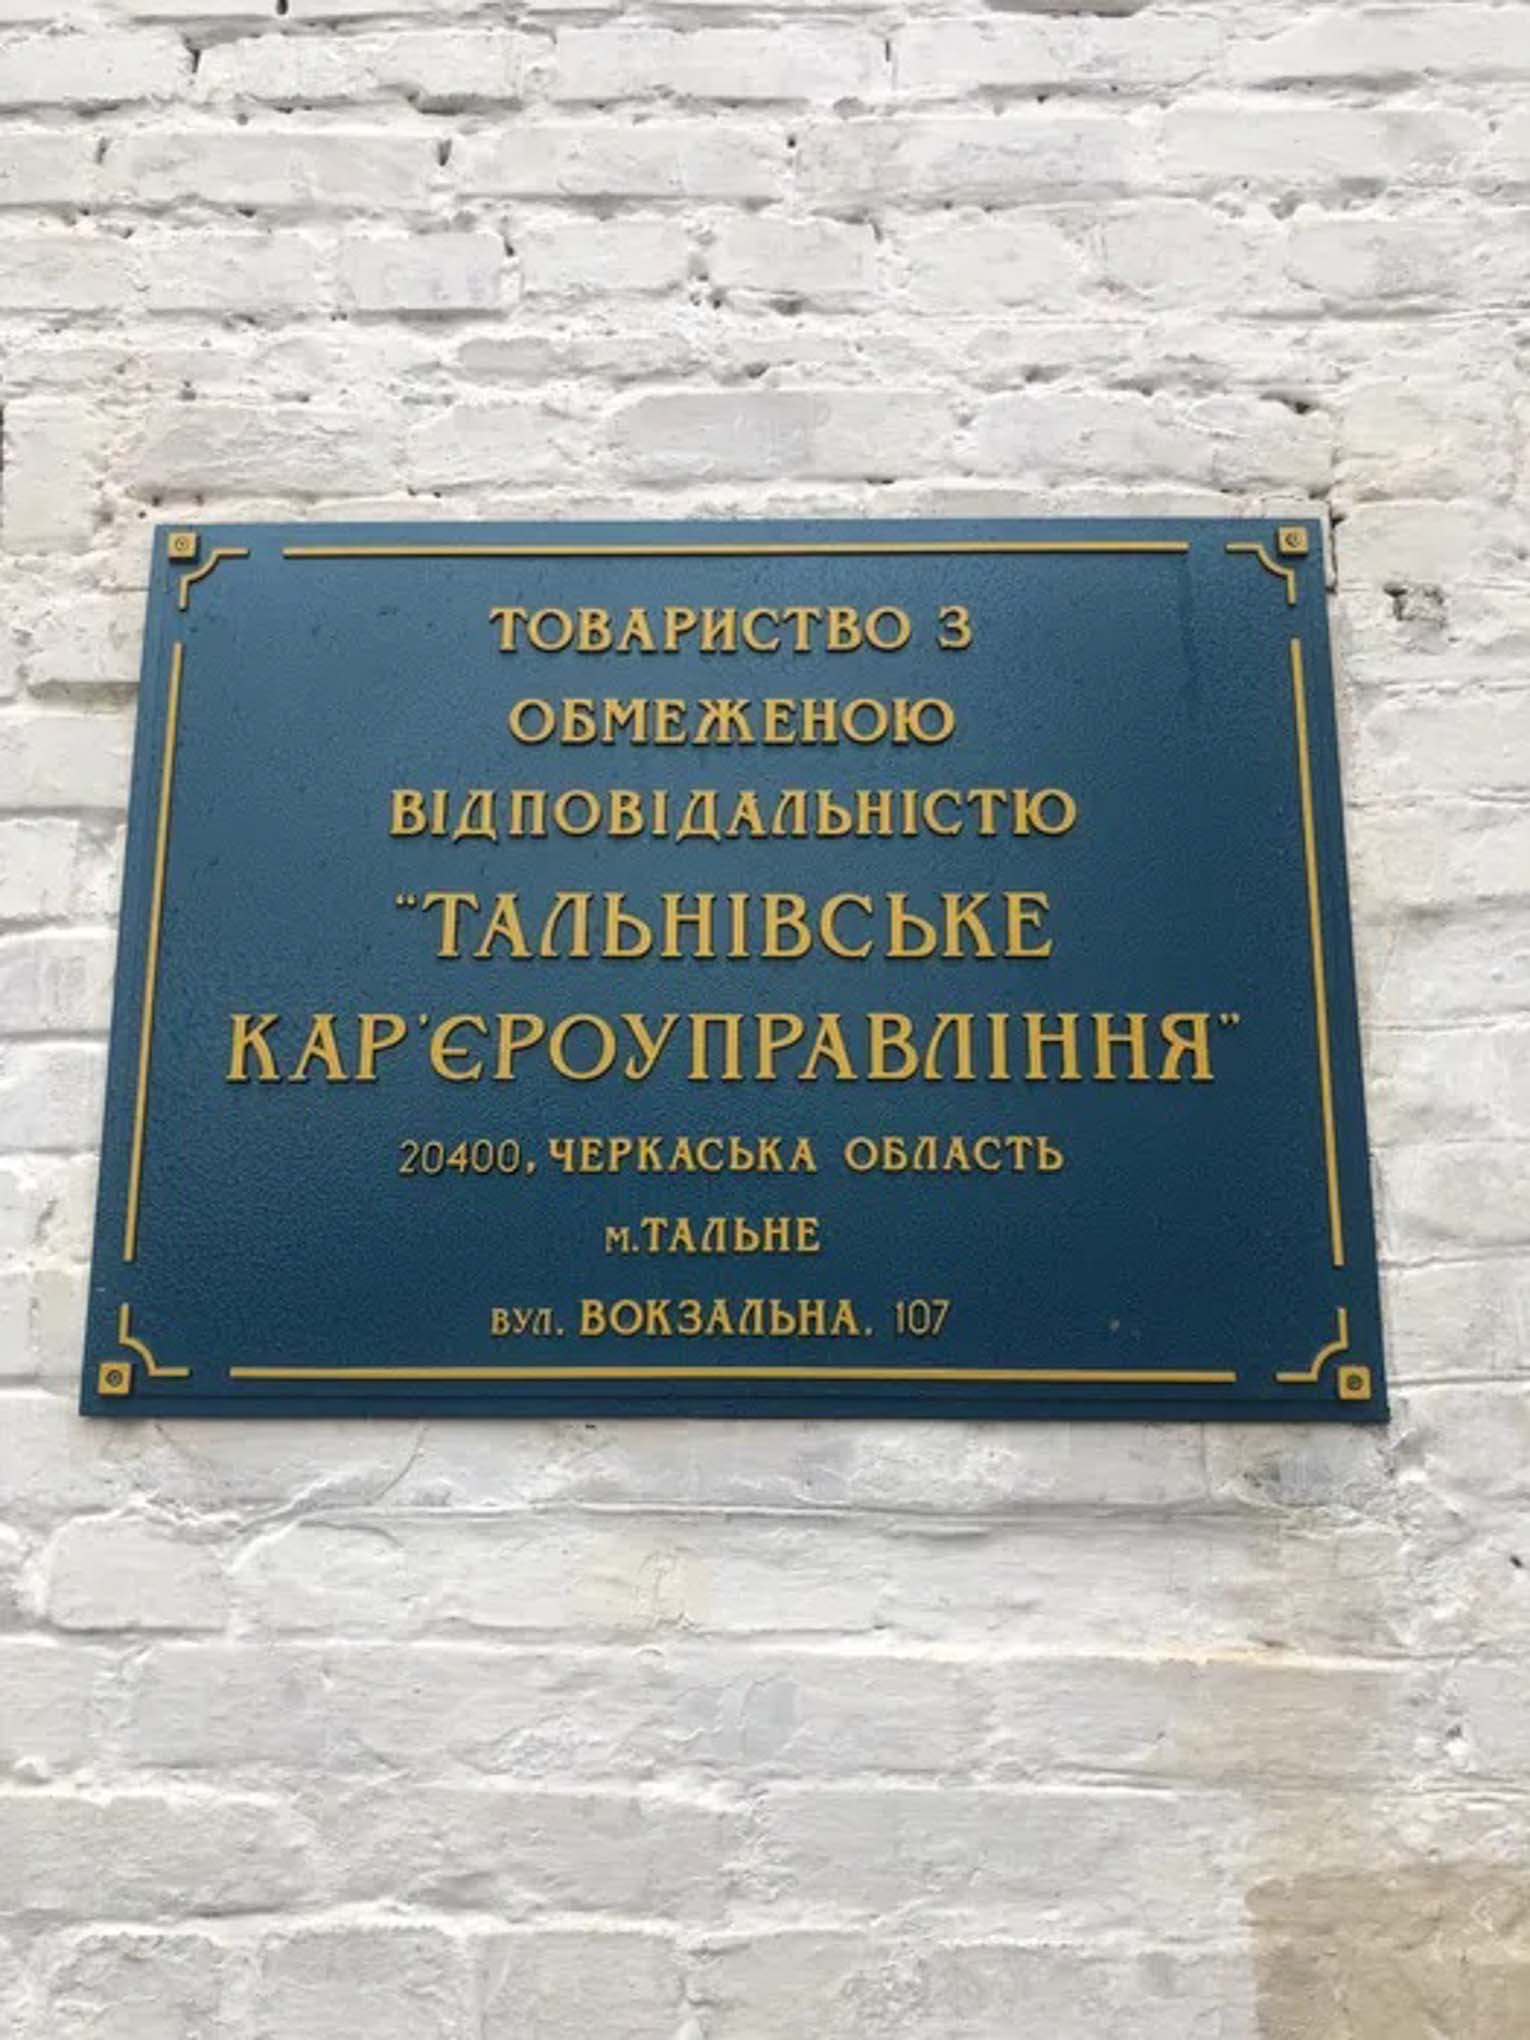 ТОВАРИСТВО З
ОБМЕЖЕНОЮ
ВІДПОВІДАЛЬНІСТЮ
“ТАЛЬНІВСЬКЕ
КАР'ЄРОУПРАВЛІННЯ”
20400, ЧЕРКАСЬКА ОБЛАСТЬ
м.ТАЛЬНЕ
вул. ВОКЗАЛЬНА. 107